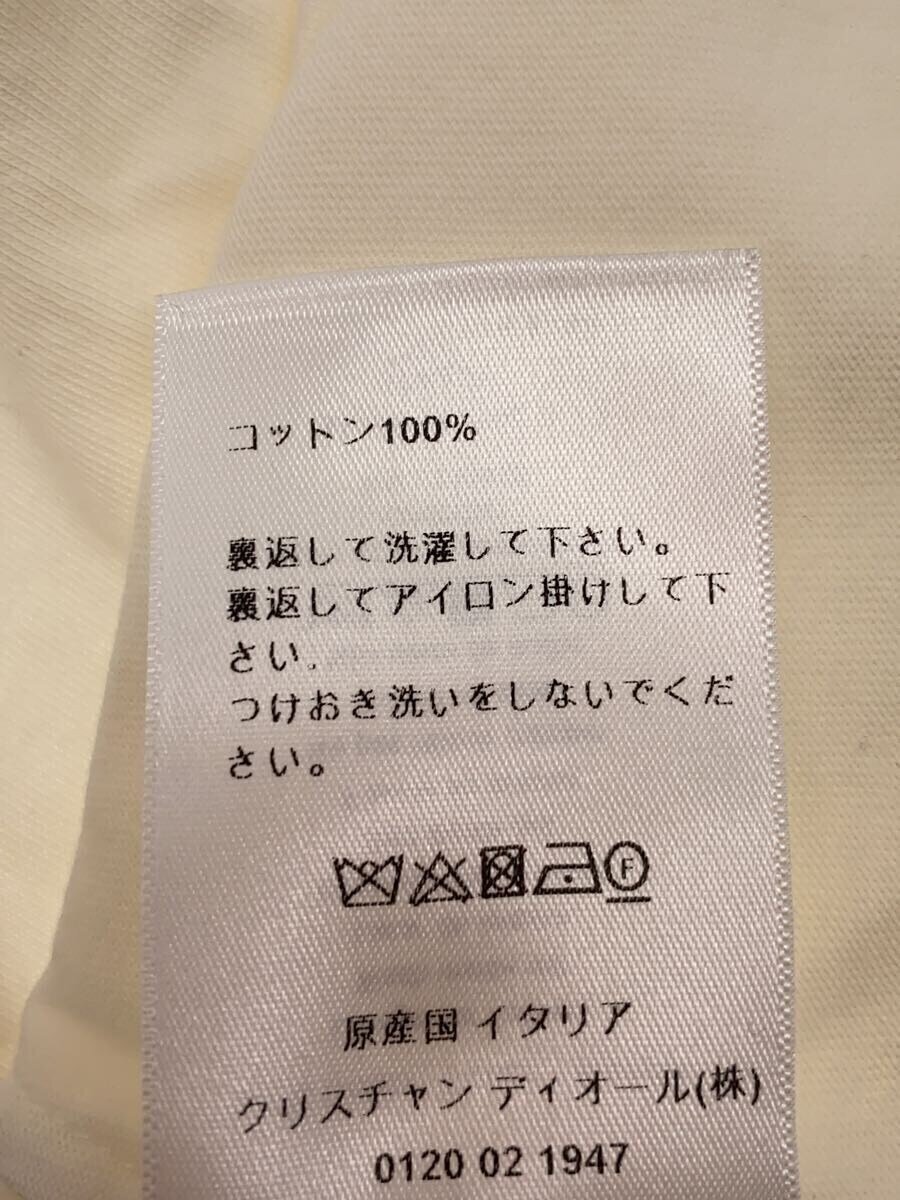 コットン100%
裏返して洗濯して下さい。
裏返してアイロン掛けして下
さい.
つけおき洗いをしないでくだ
さい。
F
原産国 イタリア
クリスチャン ディオール(株)
0120 02 1947